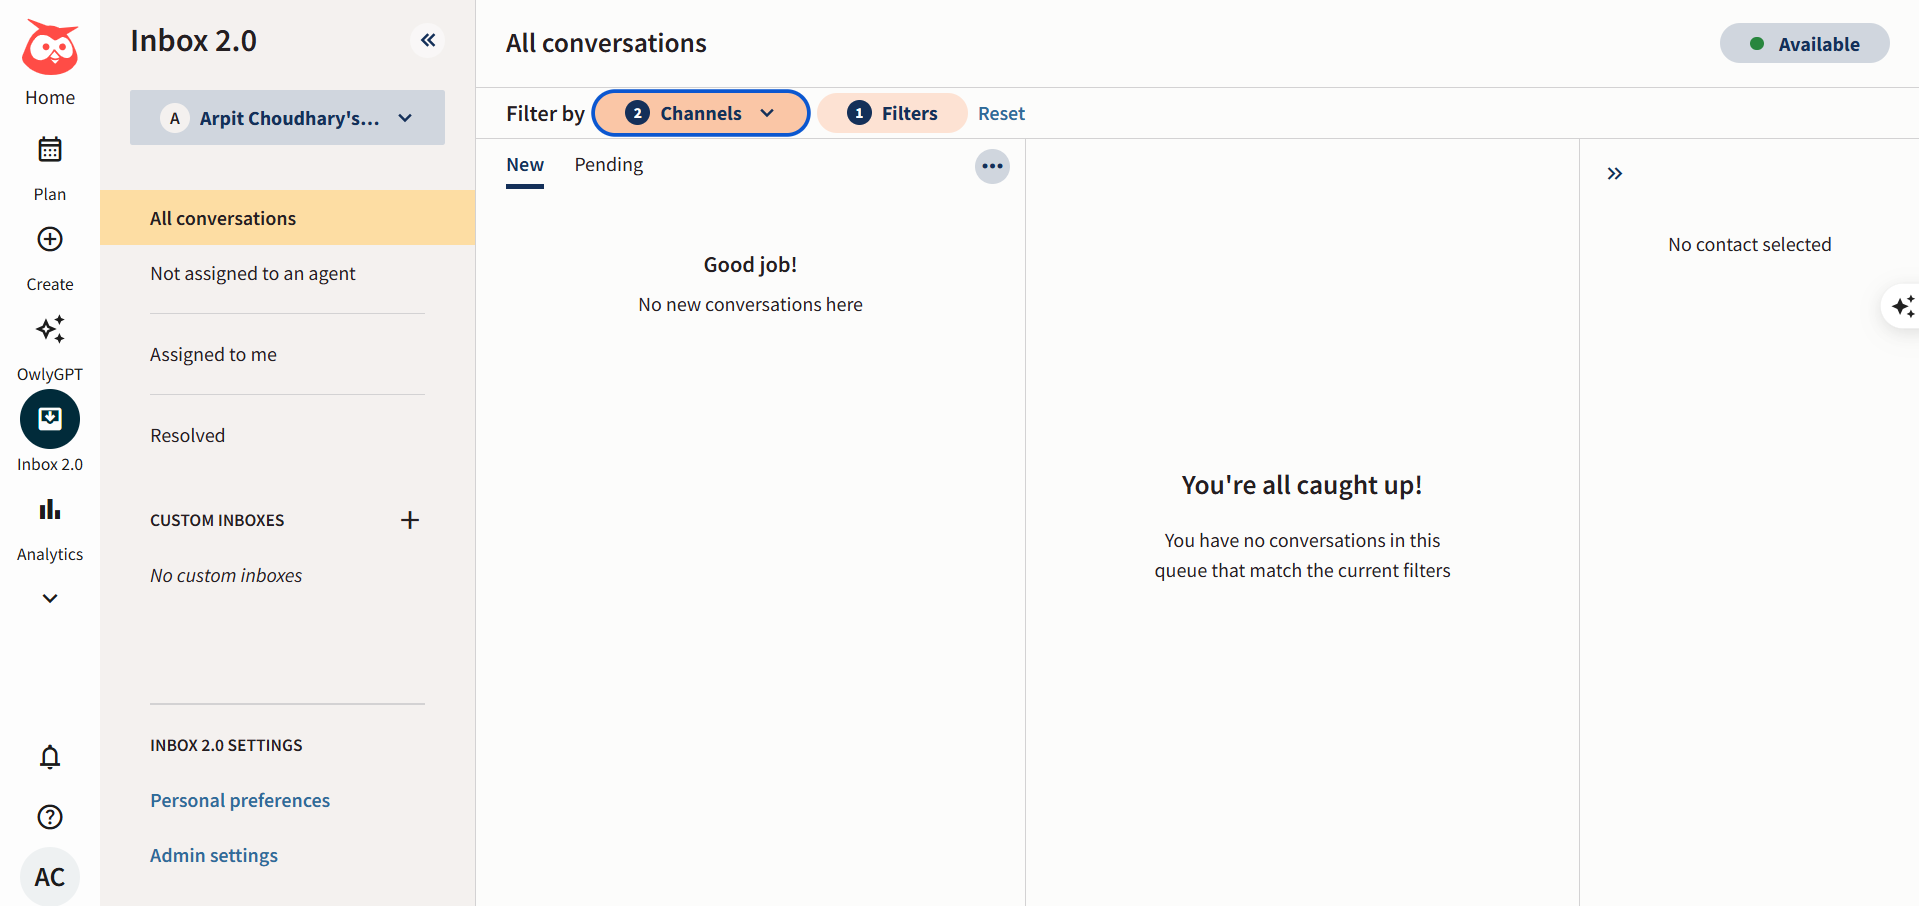 Home
Plan
Create
OwlyGPT
Inbox 2.0
Analytics
AC
Inbox 2.0
A Arpit Choudhary's...
All conversations
Not assigned to an agent
Assigned to me
Resolved
CUSTOM INBOXES
No custom inboxes
INBOX 2.0 SETTINGS
Personal preferences
Admin settings
All conversations
Available
Filter by 2 Channels 1 Filters Reset
New Pending
Good job!
No new conversations here
You're all caught up!
You have no conversations in this
queue that match the current filters
No contact selected